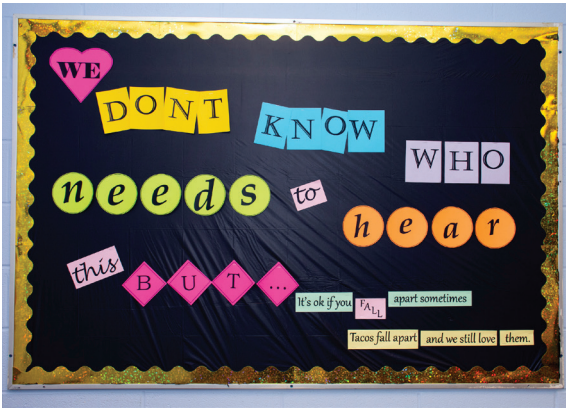 WE
DONT KNOW WHO
needs to hear
this BUT...
It's ok if you FALL apart sometimes
Tacos fall apart and we still love them.